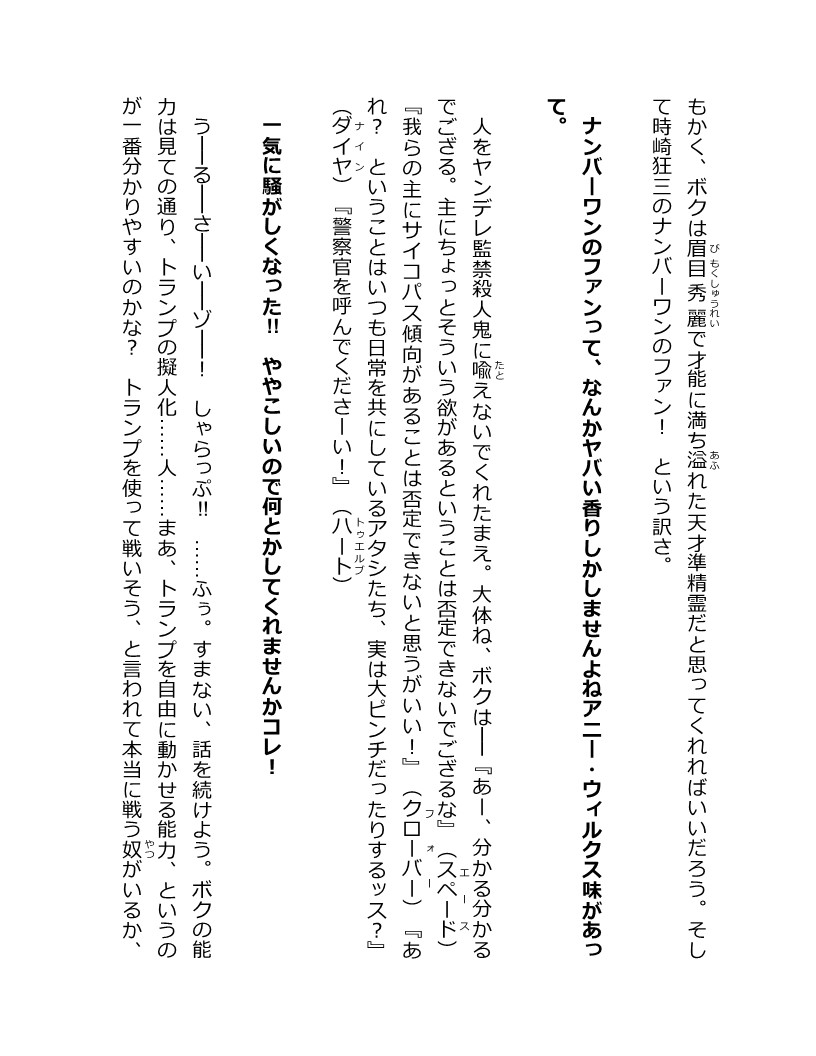 もかく、ボクは眉目秀麗で才能に満ち溢れた天才準精霊だと思ってくれればいいだろう。そし
て時崎狂三のナンバーワンのファン！　という訳さ。
ナンバーワンのファンって、なんかヤバい香りしかしませんよねアニー・ウィルクス味があっ
て。
人をヤンデレ監禁殺人鬼に喩えないでくれたまえ。大体ね、ボクは――『あー、分かる分かる
でござる。主にちょっとそういう欲があるということは否定できないでござるな』（スペード）
『我らの主にサイコパス傾向があることは否定できないと思うがいい！』（クローバー）『あ
れ？　ということはいつも日常を共にしているアタシたち、実は大ピンチだったりするッス？』
（ダイヤ）『警察官を呼んでくださーい！』（ハート）
一気に騒がしくなった!!　ややこしいので何とかしてくれませんかコレ！
う――る――さ――い――ゾ――！　しゃらっぷ!!　……ふぅ。すまない、話を続けよう。ボクの能
力は見ての通り、トランプの擬人化……人……まあ、トランプを自由に動かせる能力、というの
が一番分かりやすいのかな？　トランプを使って戦いそう、と言われて本当に戦う奴がいるか、